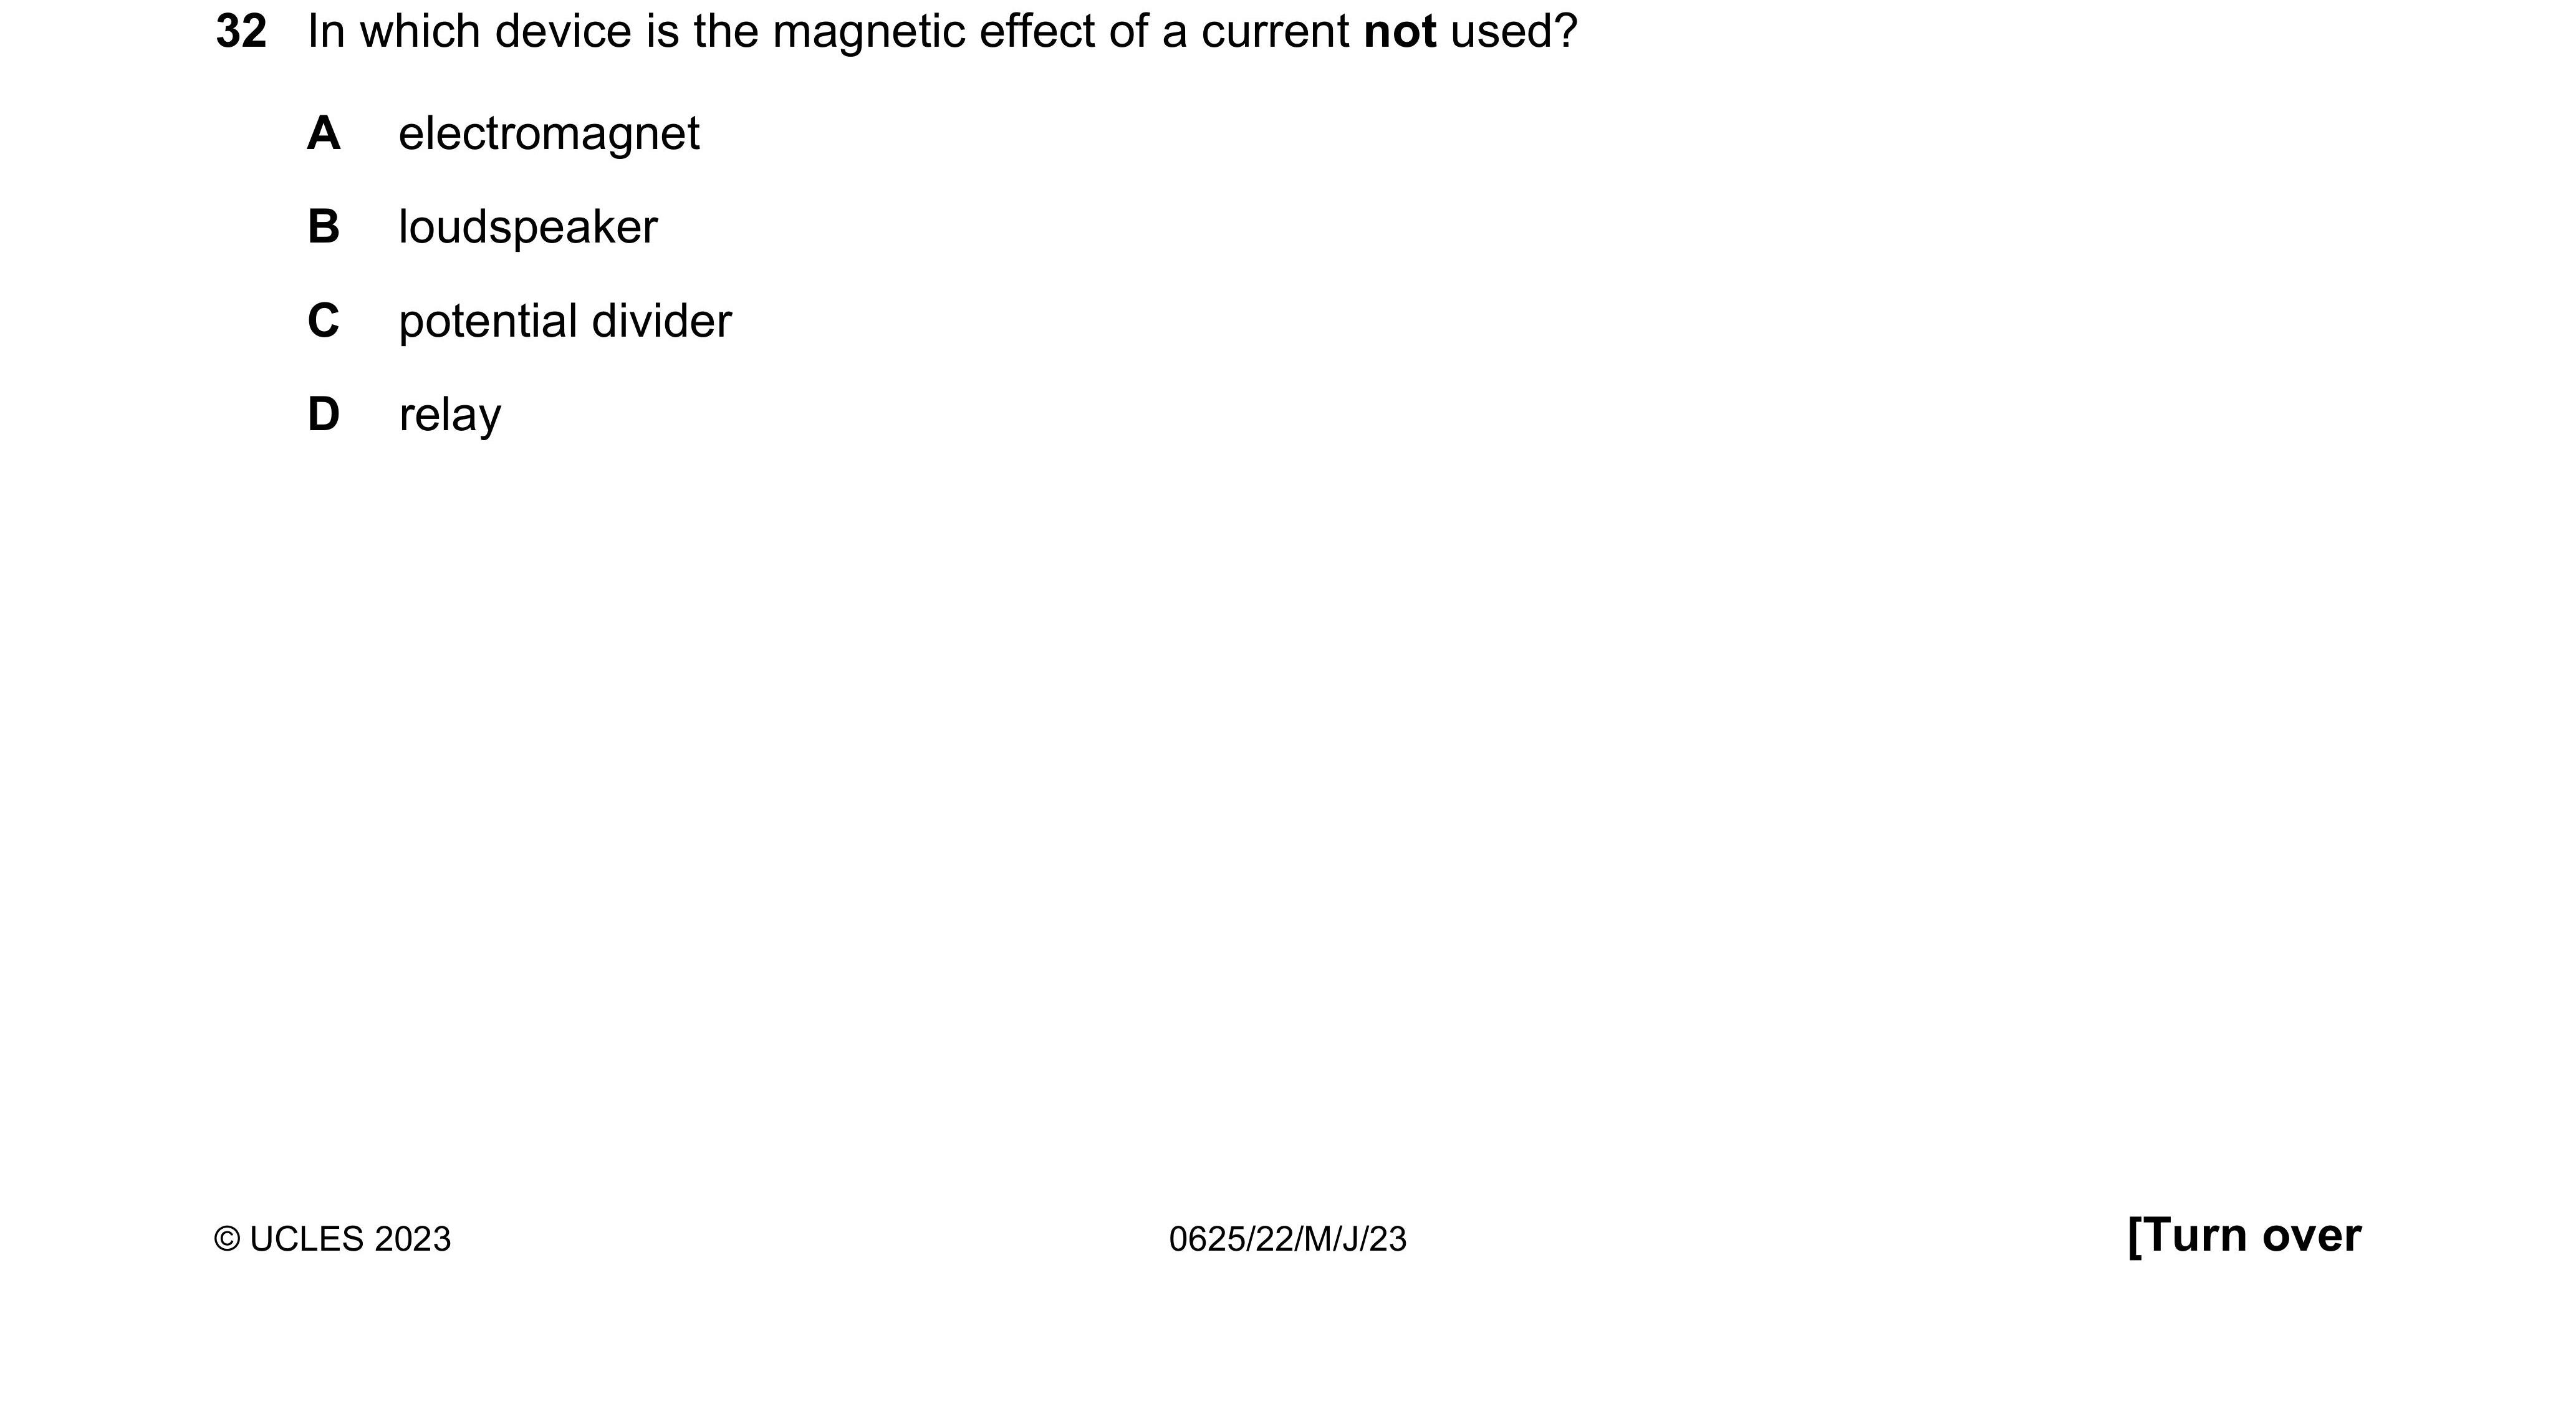 32 In which device is the magnetic effect of a current not used?
A electromagnet
B loudspeaker
C potential divider
D relay
© UCLES 2023 0625/22/M/J/23 [Turn over